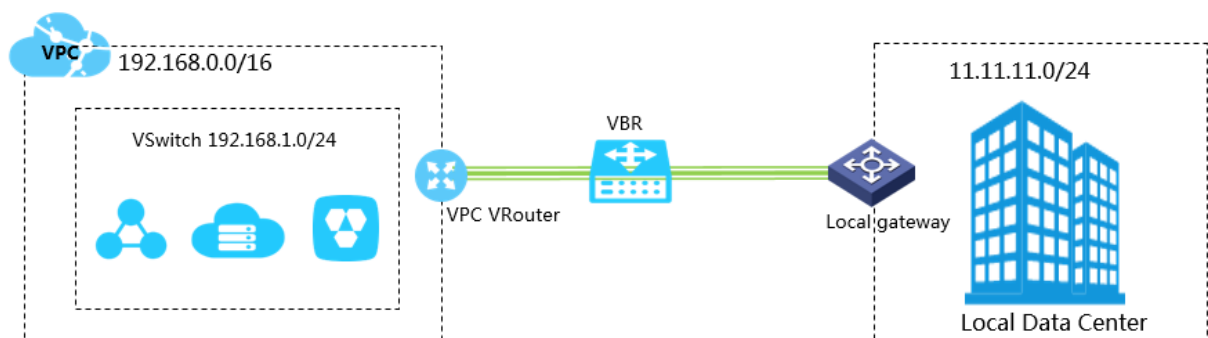 VPC
192.168.0.0/16
VSwitch 192.168.1.0/24
VPC VRouter
VBR
Local gateway
11.11.11.0/24
Local Data Center